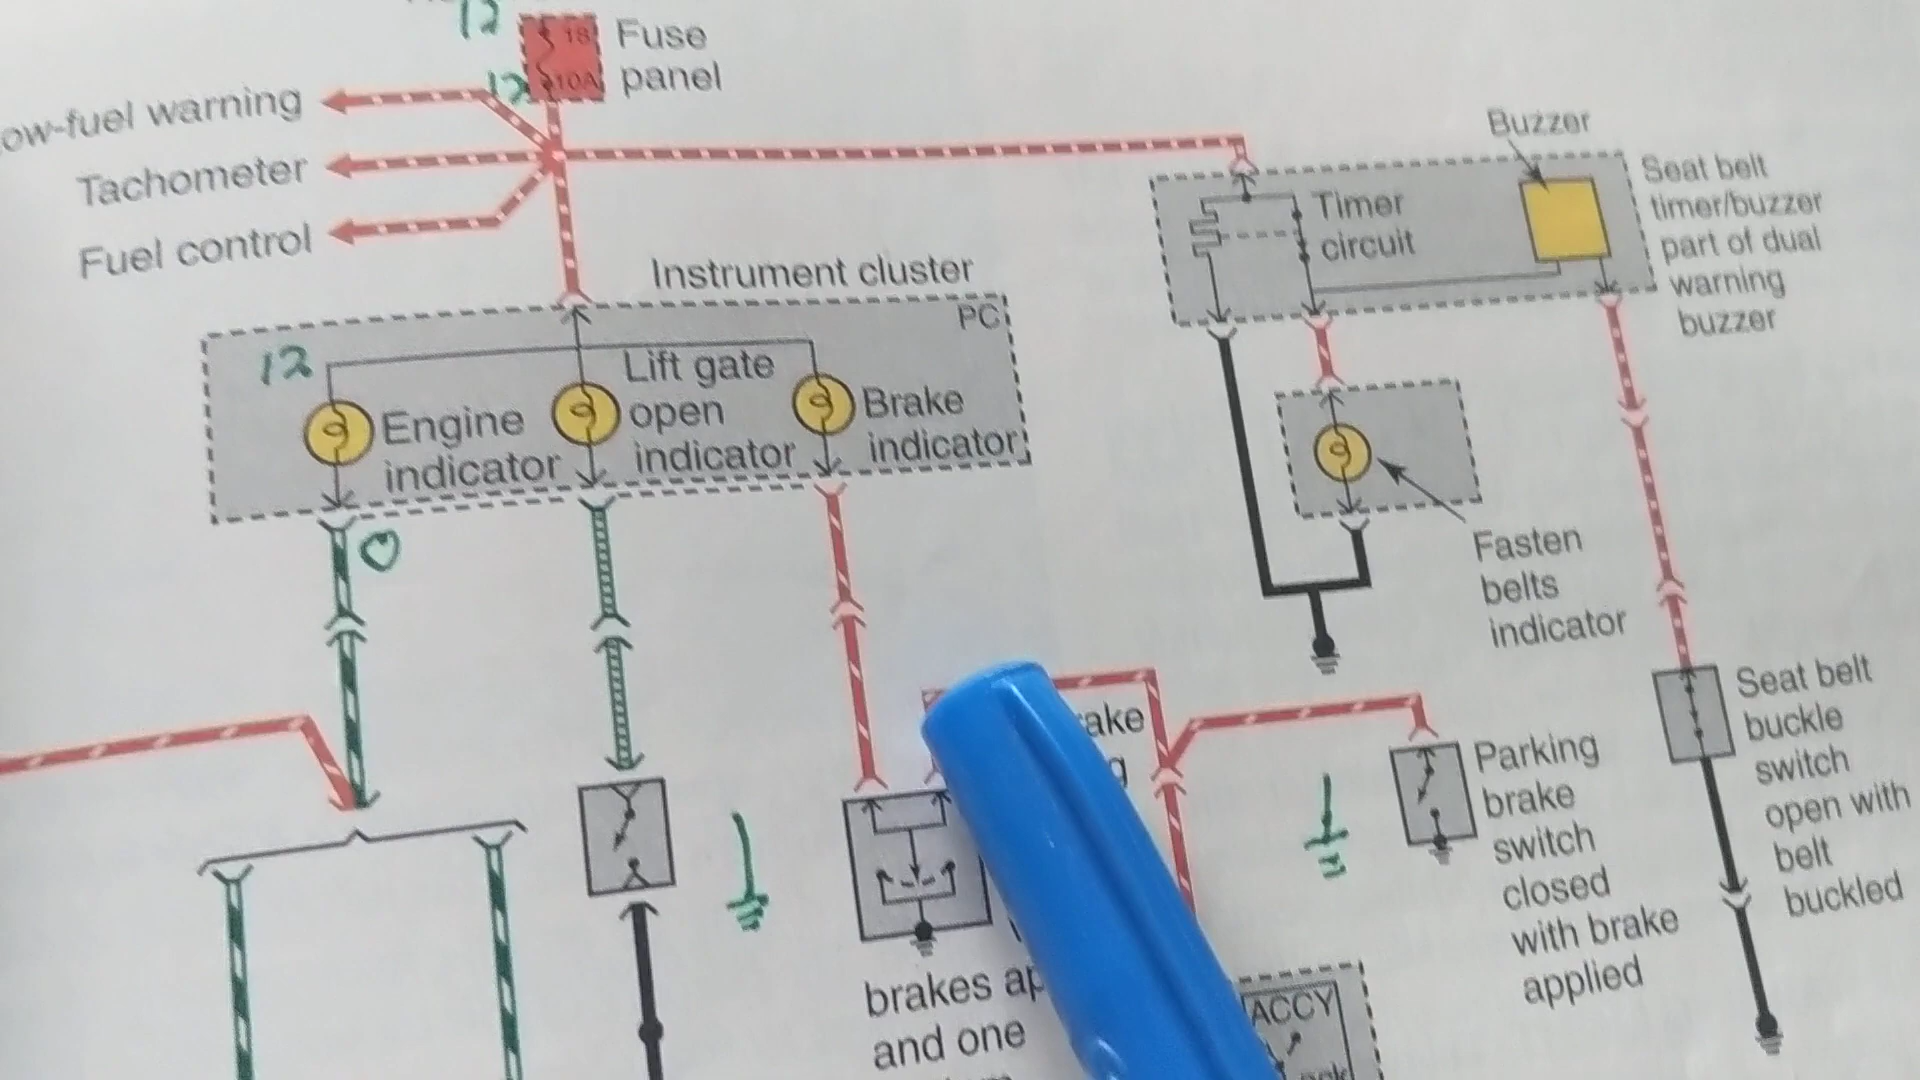 12
18
Fuse
12
10A
panel
ow-fuel warning
Tachometer
Fuel control
Buzzer
Seat belt
timer/buzzer
part of dual
warning
buzzer
Timer
circuit
Instrument cluster
PC
12
Engine
indicator
Lift gate
open
indicator
Brake
indicator
0
Fasten
belts
indicator
ake
g
Parking
brake
switch
closed
with brake
applied
Seat belt
buckle
switch
open with
belt
buckled
brakes ap
and one
ACCY